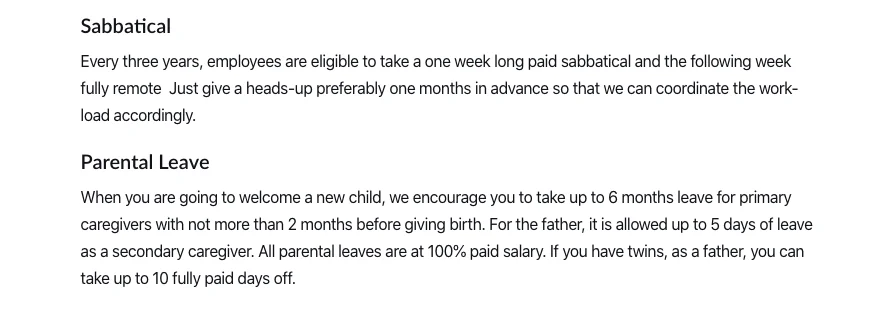 Sabbatical
Every three years, employees are eligible to take a one week long paid sabbatical and the following week
fully remote  Just give a heads-up preferably one months in advance so that we can coordinate the work-
load accordingly.
Parental Leave
When you are going to welcome a new child, we encourage you to take up to 6 months leave for primary
caregivers with not more than 2 months before giving birth. For the father, it is allowed up to 5 days of leave
as a secondary caregiver. All parental leaves are at 100% paid salary. If you have twins, as a father, you can
take up to 10 fully paid days off.